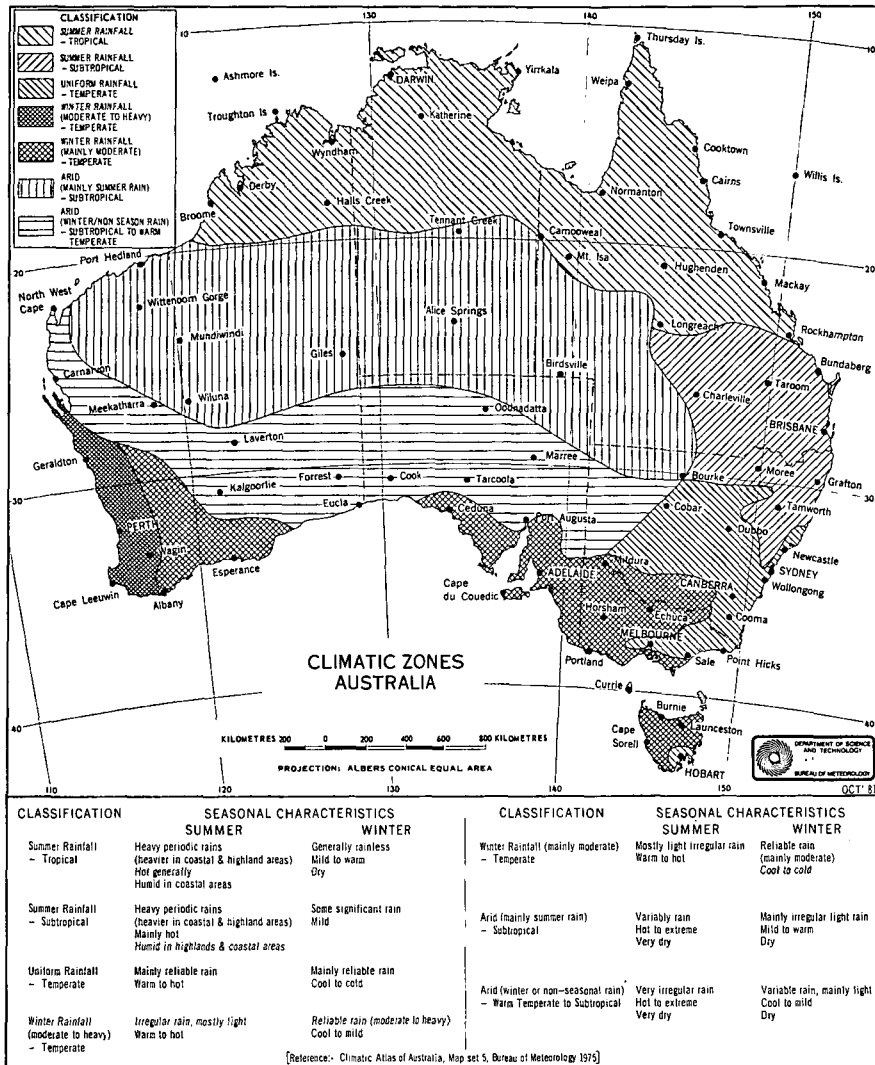 CLASSIFICATION
SUMMER RAINFALL
- TROPICAL
SUMMER RAINFALL
- SUBTROPICAL
UNIFORM RAINFALL
- TEMPERATE
WINTER RAINFALL
(MODERATE TO HEAVY)
- TEMPERATE
WINTER RAINFALL
(MAINLY MODERATE)
- TEMPERATE
ARID
(MAINLY SUMMER RAIN)
- SUBTROPICAL
ARID
(WINTER/NON SEASON RAIN)
- SUBTROPICAL TO WARM
TEMPERATE
130
140
150
10
10
10
Thursday Is.
Ashmore Is.
DARWIN
Yirrkala
Weipa
Troughton Is
Katherine
Wyndham
Cooktown
Derby
Cairns
Willis Is.
Broome
Halls Creek
Normanton
Tennant Creek
Camooweal
Townsville
Port Hedland
20
Mt. Isa
Hughenden
20
20
North West
Cape
Mackay
Wittenoom Gorge
Alice Springs
Longreach
Rockhampton
Mundiwindi
Giles
Birdsville
Bundaberg
Carnarvon
Taroom
Meekatharra
Wiluna
Oodnadatta
Charleville
BRISBANE
Laverton
Geraldton
Marree
Moree
Forrest
Cook
Tarcoola
Bourke
Grafton
Kalgoorlie
30
30
30
Eucla
Ceduna
Port Augusta
Cobar
Tamworth
PERTH
Dubbo
Wagin
Newcastle
Esperance
Mildura
SYDNEY
Cape Leeuwin
Albany
Cape
du Couedic
ADELAIDE
CANBERRA
Wollongong
Horsham
Echuca
Cooma
MELBOURNE
Portland
Sale
Point Hicks
CLIMATIC ZONES
AUSTRALIA
Currie
Burnie
Launceston
Cape
Sorell
HOBART
40
40
40
KILOMETRES 200 0 200 400 600 800 KILOMETRES
PROJECTION: ALBERS CONICAL EQUAL AREA
DEPARTMENT OF SCIENCE
AND TECHNOLOGY
BUREAU OF METEOROLOGY
110
120
130
140
150
OCT' 81
CLASSIFICATION SEASONAL CHARACTERISTICS
SUMMER WINTER
Summer Rainfall Heavy periodic rains Generally rainless
- Tropical (heavier in coastal & highland areas) Mild to warm
Hot generally Dry
Humid in coastal areas
Summer Rainfall Heavy periodic rains Some significant rain
- Subtropical (heavier in coastal & highland areas) Mild
Mainly hot
Humid in highlands & coastal areas
Uniform Rainfall Mainly reliable rain Mainly reliable rain
- Temperate Warm to hot Cool to cold
Winter Rainfall Irregular rain, mostly light Reliable rain (moderate to heavy)
(moderate to heavy) Warm to hot Cool to mild
- Temperate
CLASSIFICATION SEASONAL CHARACTERISTICS
SUMMER WINTER
Winter Rainfall (mainly moderate) Mostly light irregular rain Reliable rain
- Temperate Warm to hot (mainly moderate)
Cool to cold
Arid (mainly summer rain) Variably rain Mainly irregular light rain
- Subtropical Hot to extreme Mild to warm
Very dry Dry
Arid (winter or non-seasonal rain) Very irregular rain Variable rain, mainly light
- Warm Temperate to Subtropical Hot to extreme Cool to mild
Very dry Dry
[Reference:- Climatic Atlas of Australia, Map set 5, Bureau of Meteorology 1975]